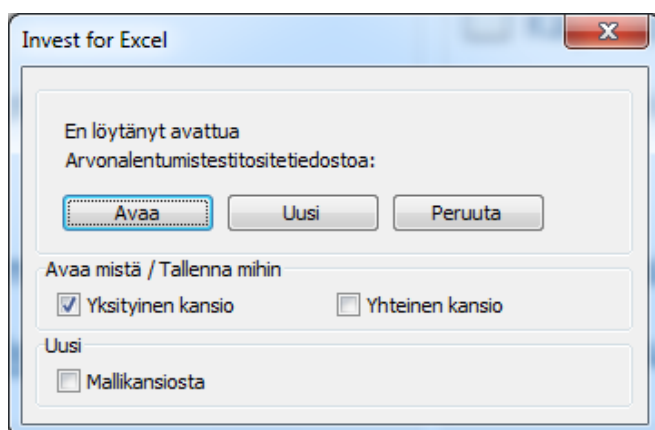 Invest for Excel
En löytänyt avattua
Arvonalentumistestitositetiedostoa:
Avaa Uusi Peruuta
Avaa mistä / Tallenna mihin
Yksityinen kansio Yhteinen kansio
Uusi
Mallikansiosta